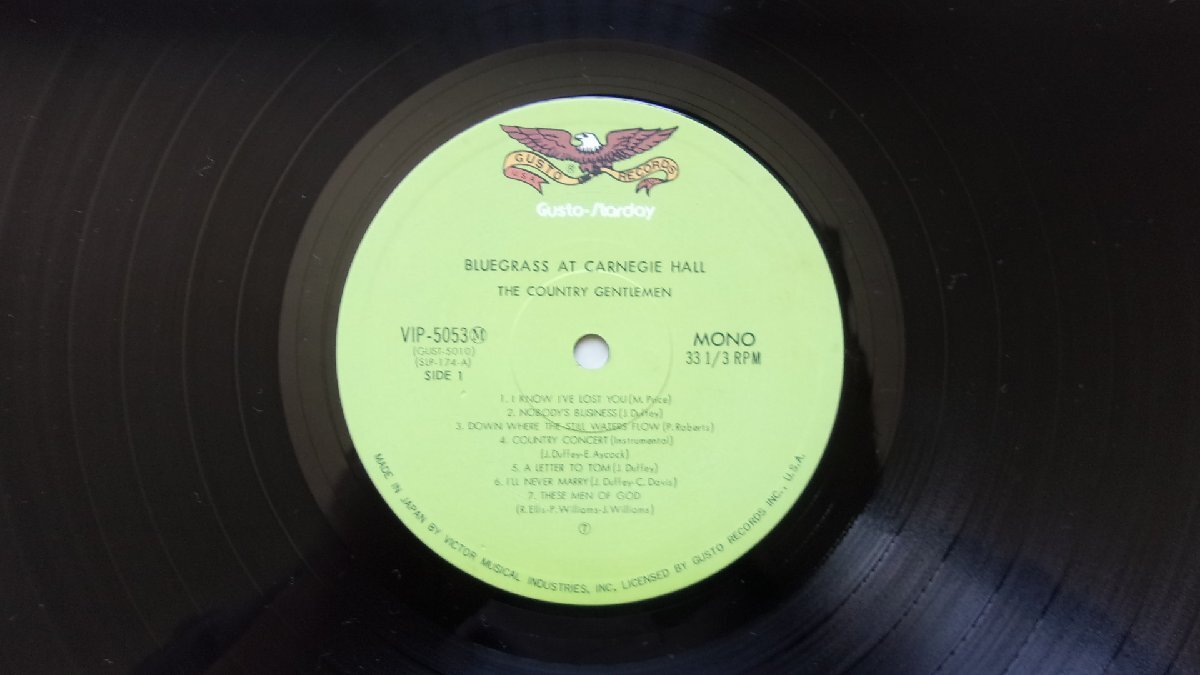 GUSTO RECORDS
U.S.A.
®
Gusto-Starday
BLUEGRASS AT CARNEGIE HALL
THE COUNTRY GENTLEMEN
VIP-5053Ⓜ
(GUST-5010)
(SLP-174-A)
SIDE 1
MONO
33 1/3 RPM
1. I KNOW I'VE LOST YOU (M. Price)
2. NOBODY'S BUSINESS (J. Duffey)
3. DOWN WHERE THE STILL WATERS FLOW (P. Roberts)
4. COUNTRY CONCERT (Instrumental)
(J. Duffey-E. Aycock)
5. A LETTER TO TOM (J. Duffey)
6. I'LL NEVER MARRY (J. Duffey-C. Davis)
7. THESE MEN OF GOD
(R. Ellis-P. Williams-J. Williams)
⑦
MADE IN JAPAN BY VICTOR MUSICAL INDUSTRIES, INC. LICENSED BY GUSTO RECORDS INC., U.S.A.